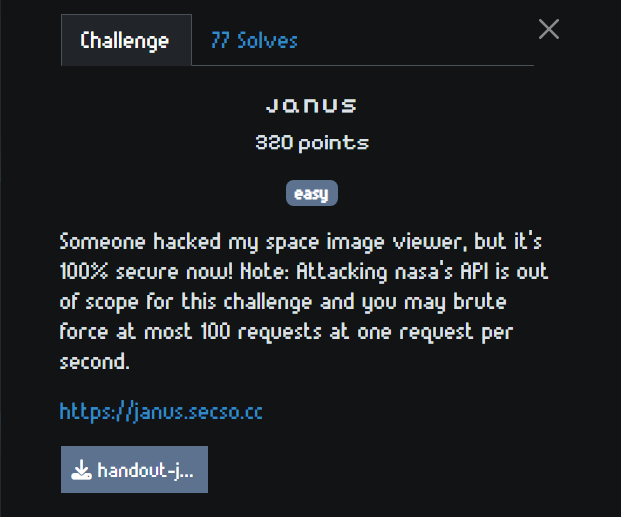 Challenge
77 Solves
janus
320 points
easy
Someone hacked my space image viewer, but it's
100% secure now! Note: Attacking nasa's API is out
of scope for this challenge and you may brute
force at most 100 requests at one request per
second.
https://janus.secso.cc
handout-j...